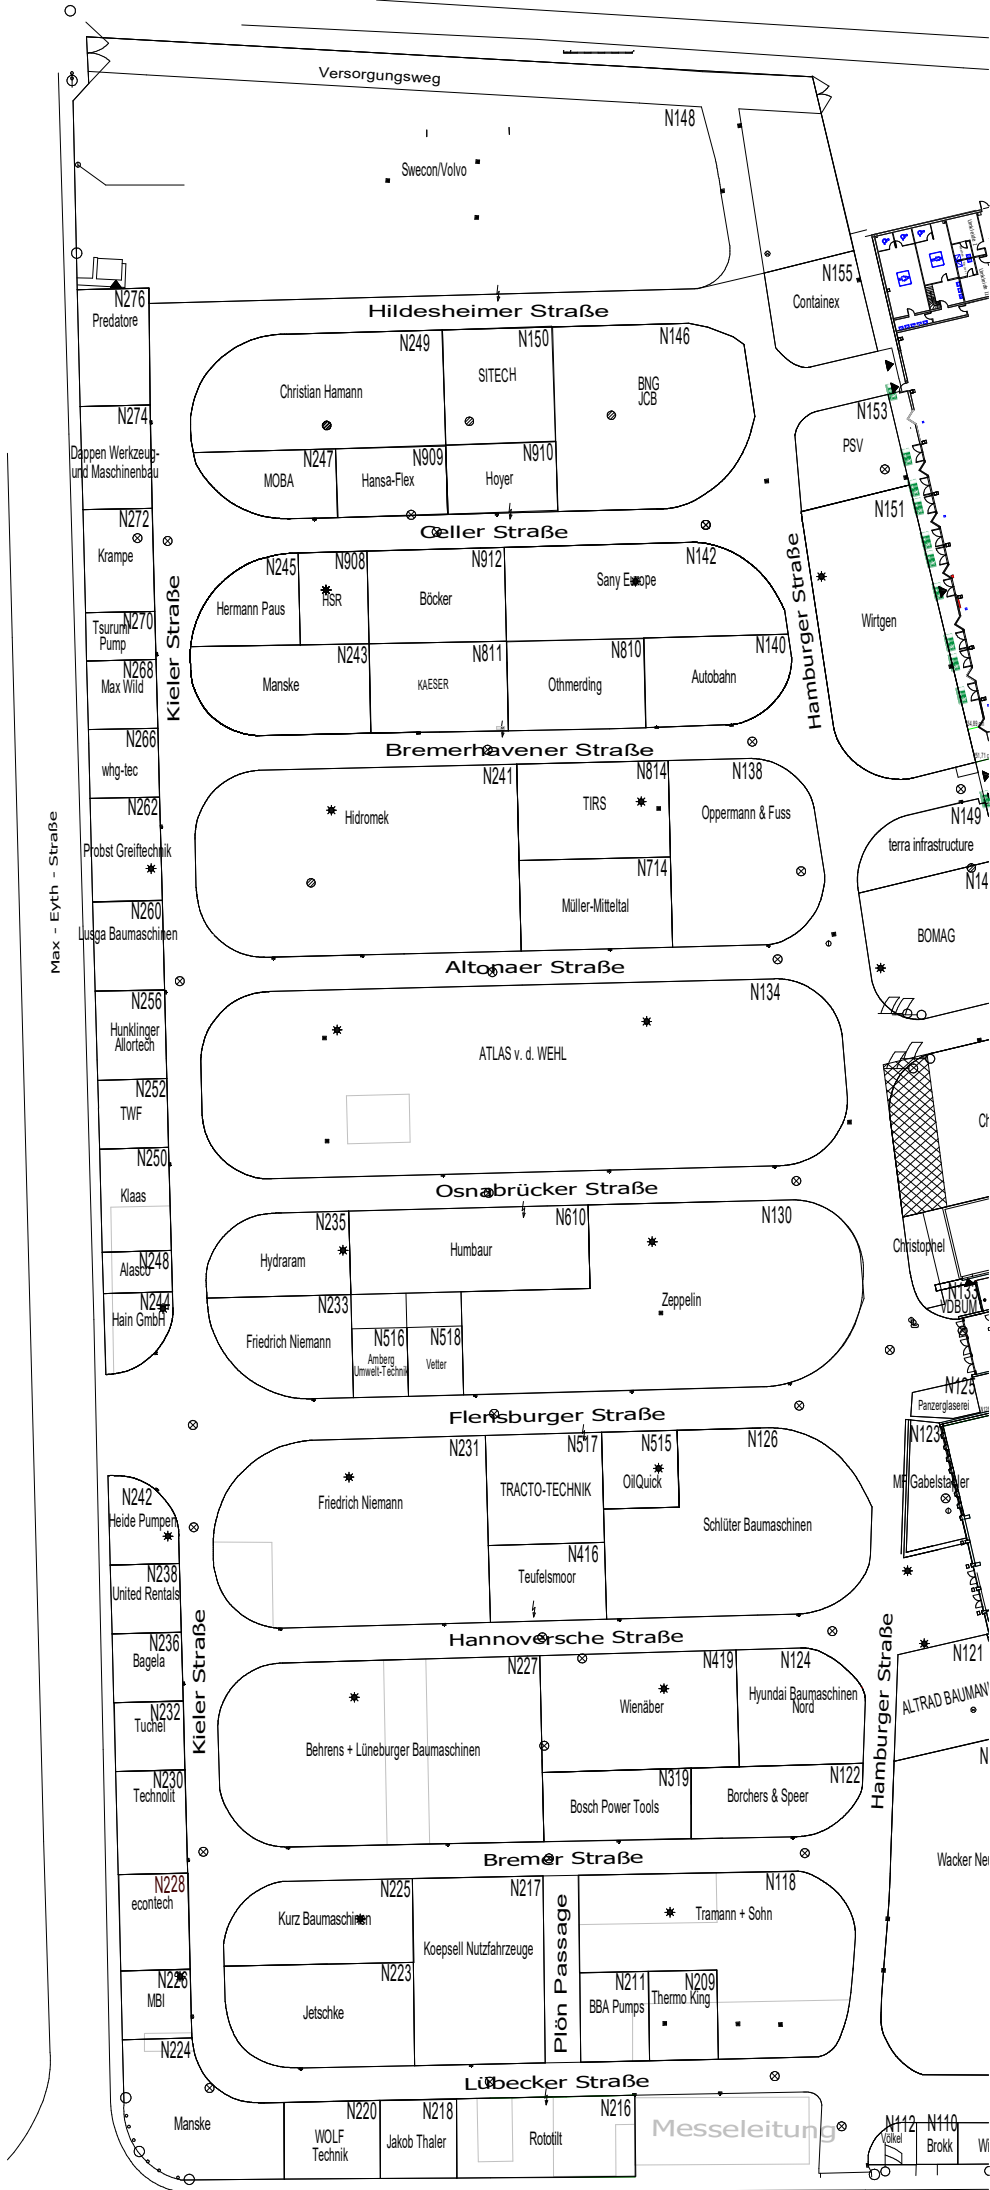 Versorgungsweg
N148
Swecon/Volvo
N155
Containex
N276
Predatore
Hildesheimer Straße
N249
Christian Hamann
N150
SITECH
N146
BNG
JCB
N153
PSV
N274
Dappen Werkzeug-
und Maschinenbau
N247
MOBA
N909
Hansa-Flex
N910
Hoyer
N151
Wirtgen
N272
Krampe
Celler Straße
N245
Hermann Paus
N908
HSR
N912
Böcker
N142
Sany Europe
Kieler Straße
Hamburger Straße
N270
Tsurumi
Pump
N268
Max Wild
N243
Manske
N811
KAESER
N810
Othmerding
N140
Autobahn
N266
whg-tec
Bremerhavener Straße
N241
Hidromek
N814
TIRS
N138
Oppermann & Fuss
N262
Probst Greiftechnik
Max - Eyth - Straße
N149
terra infrastructure
N714
Müller-Mitteltal
N14
BOMAG
N260
Lusga Baumaschinen
Altonaer Straße
N256
Hunklinger
Allortech
N134
ATLAS v. d. WEHL
N252
TWF
Ch
N250
Klaas
Osnabrücker Straße
N235
Hydraram
N610
Humbaur
N130
Zeppelin
Christophel
N248
Alasco
N244
Hain GmbH
N233
Friedrich Niemann
N516
Amberg
Umwelt-Technik
N518
Vetter
N133
VDBUM
N125
Panzerglaserei
Flensburger Straße
N123
MF Gabelstapler
N231
Friedrich Niemann
N517
TRACTO-TECHNIK
N515
OilQuick
N126
Schlüter Baumaschinen
N242
Heide Pumpen
N416
Teufelsmoor
N238
United Rentals
Hannoversche Straße
N236
Bagela
Kieler Straße
Hamburger Straße
N227
Behrens + Lüneburger Baumaschinen
N419
Wienäber
N124
Hyundai Baumaschinen
Nord
N121
ALTRAD BAUMANN
N232
Tuchel
N230
Technolit
N319
Bosch Power Tools
N122
Borchers & Speer
N
Bremer Straße
Wacker Neu
N228
econtech
N225
Kurz Baumaschinen
N217
Koepsell Nutzfahrzeuge
Plön Passage
N118
Tramann + Sohn
N226
MBI
N223
Jetschke
N211
BBA Pumps
N209
Thermo King
N224
Manske
Lübecker Straße
N220
WOLF
Technik
N218
Jakob Thaler
N216
Rototilt
Messeleitung
N112
Völkel
N110
Brokk
Wi